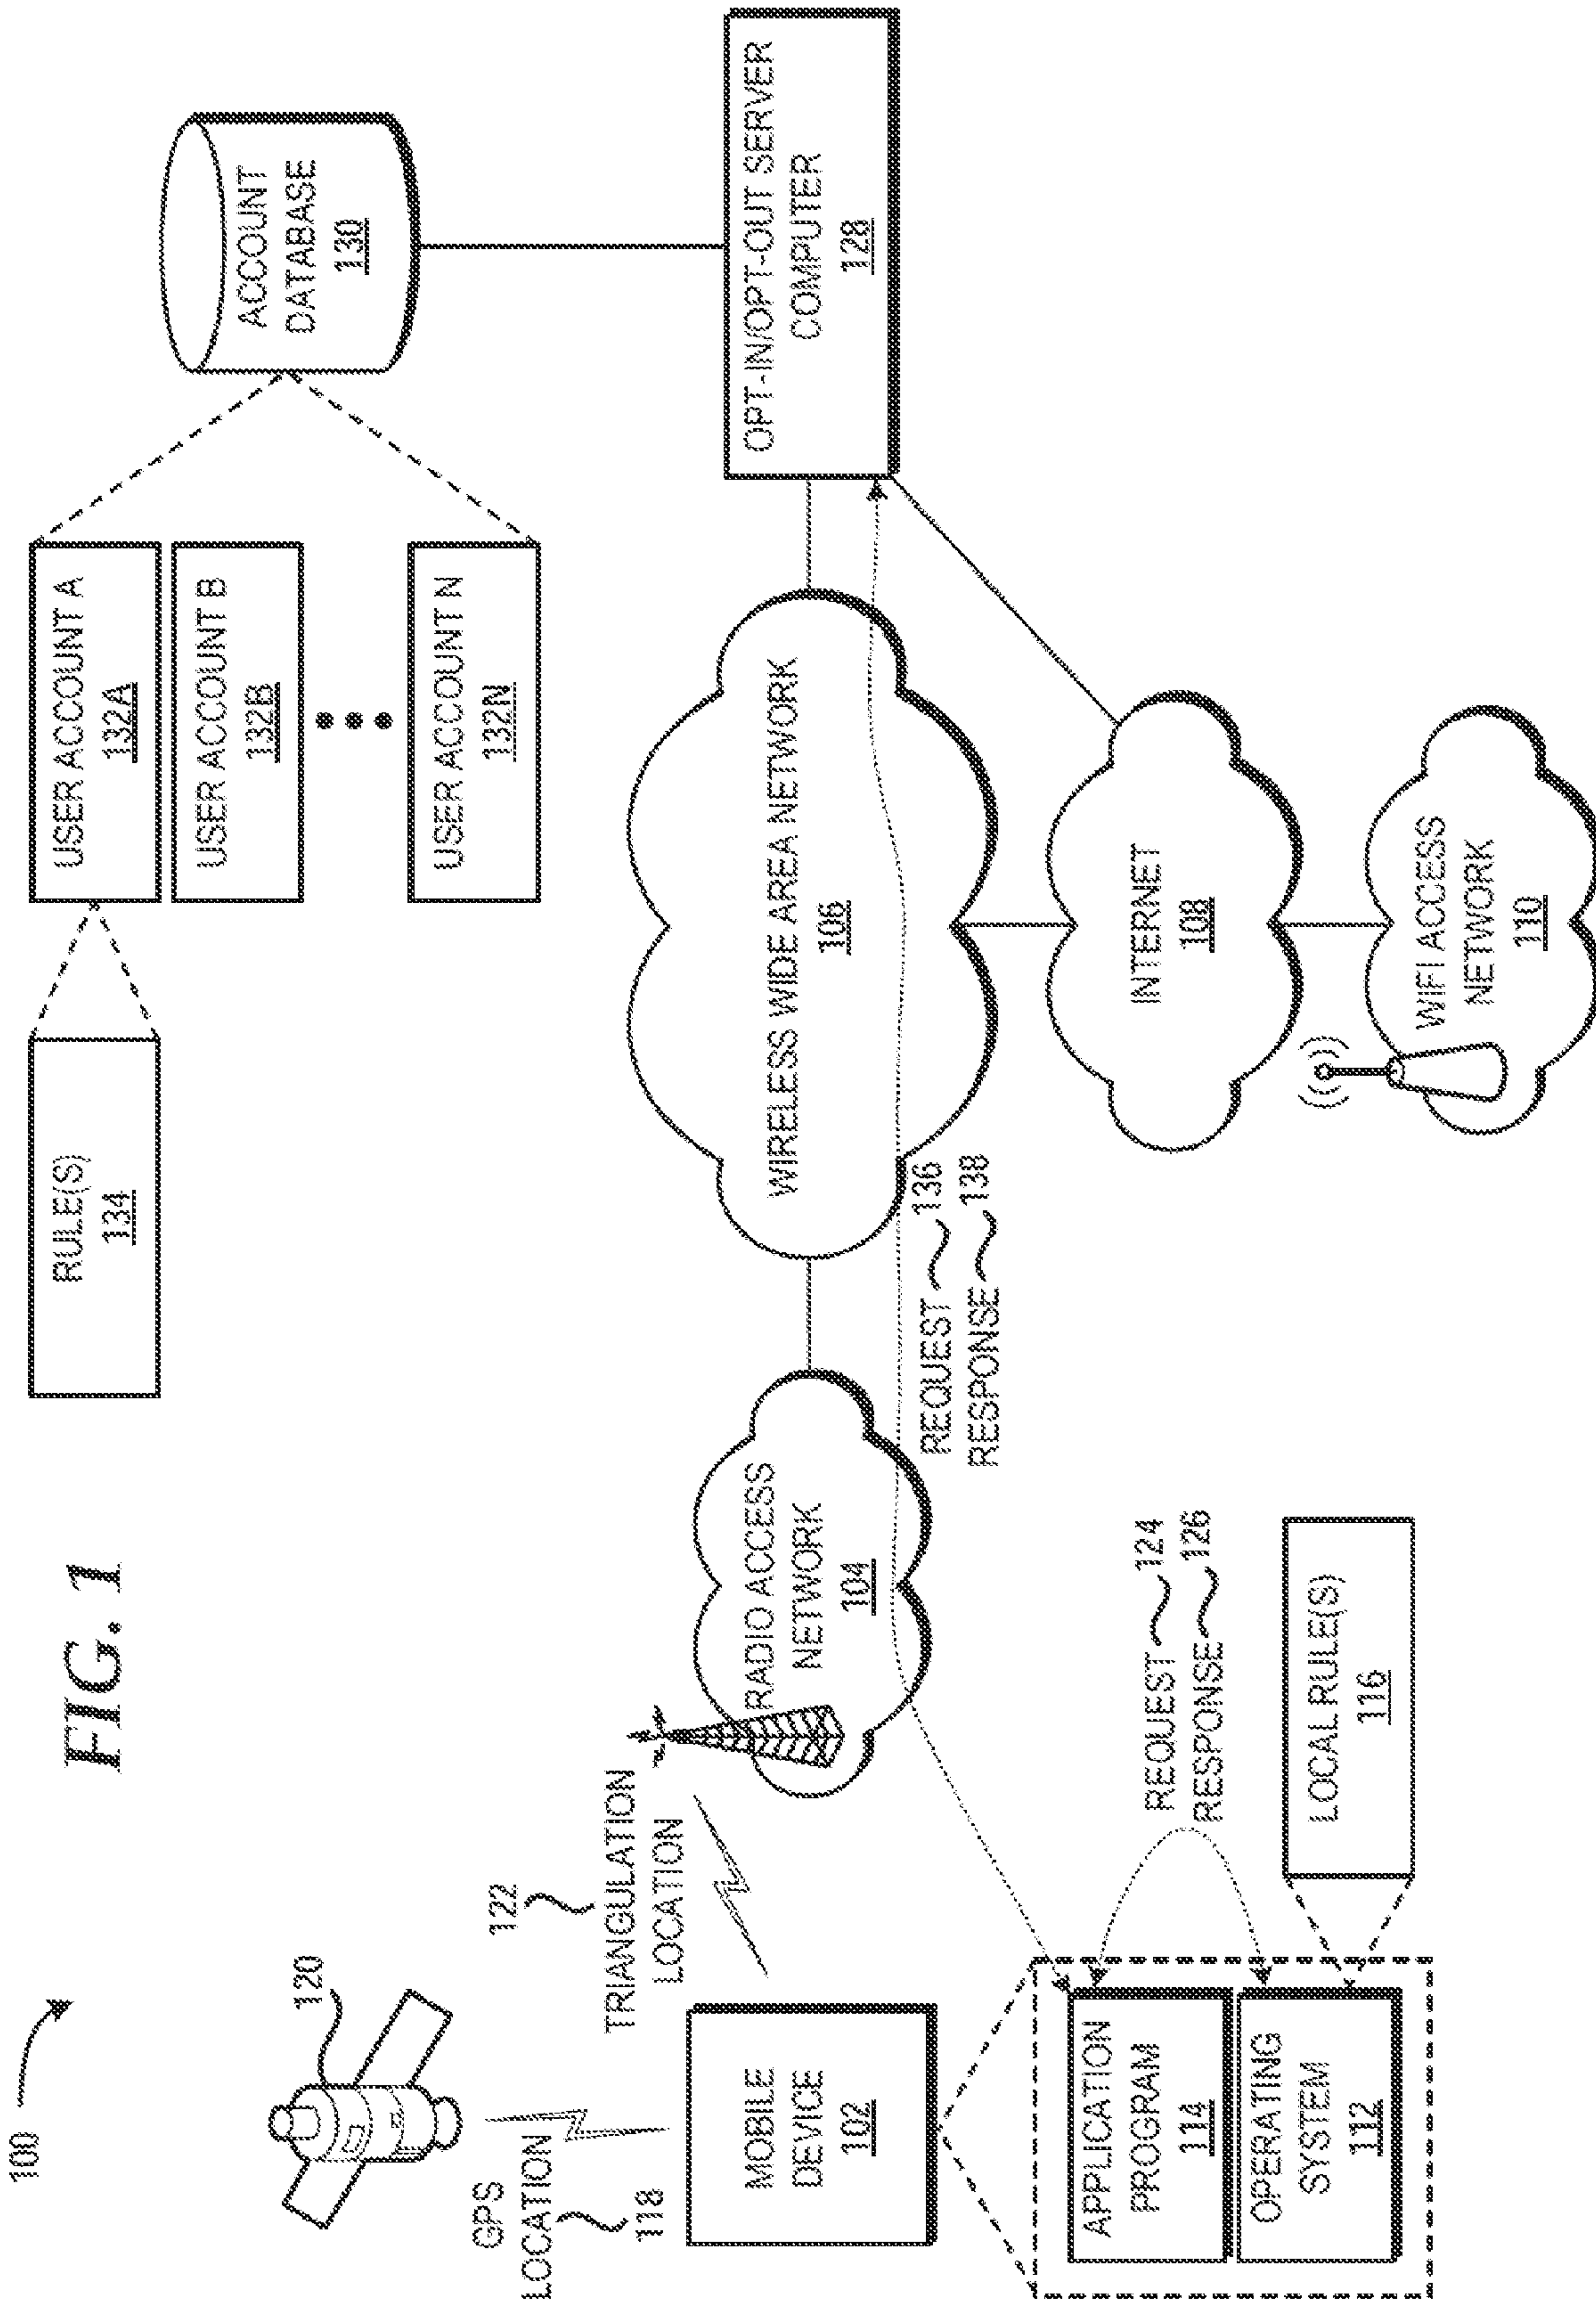 FIG. 1
100
RULE(S)
134
USER ACCOUNT A
132A
USER ACCOUNT B
132B
USER ACCOUNT N
132N
ACCOUNT
DATABASE
130
120
GPS
LOCATION
118
122
TRIANGULATION
LOCATION
MOBILE
DEVICE
102
RADIO ACCESS
NETWORK
104
WIRELESS WIDE AREA NETWORK
106
OPT-IN/OPT-OUT SERVER
COMPUTER
128
REQUEST 136
RESPONSE 138
APPLICATION
PROGRAM
114
OPERATING
SYSTEM
112
REQUEST 124
RESPONSE 126
LOCAL RULE(S)
116
INTERNET
108
WIFI ACCESS
NETWORK
110